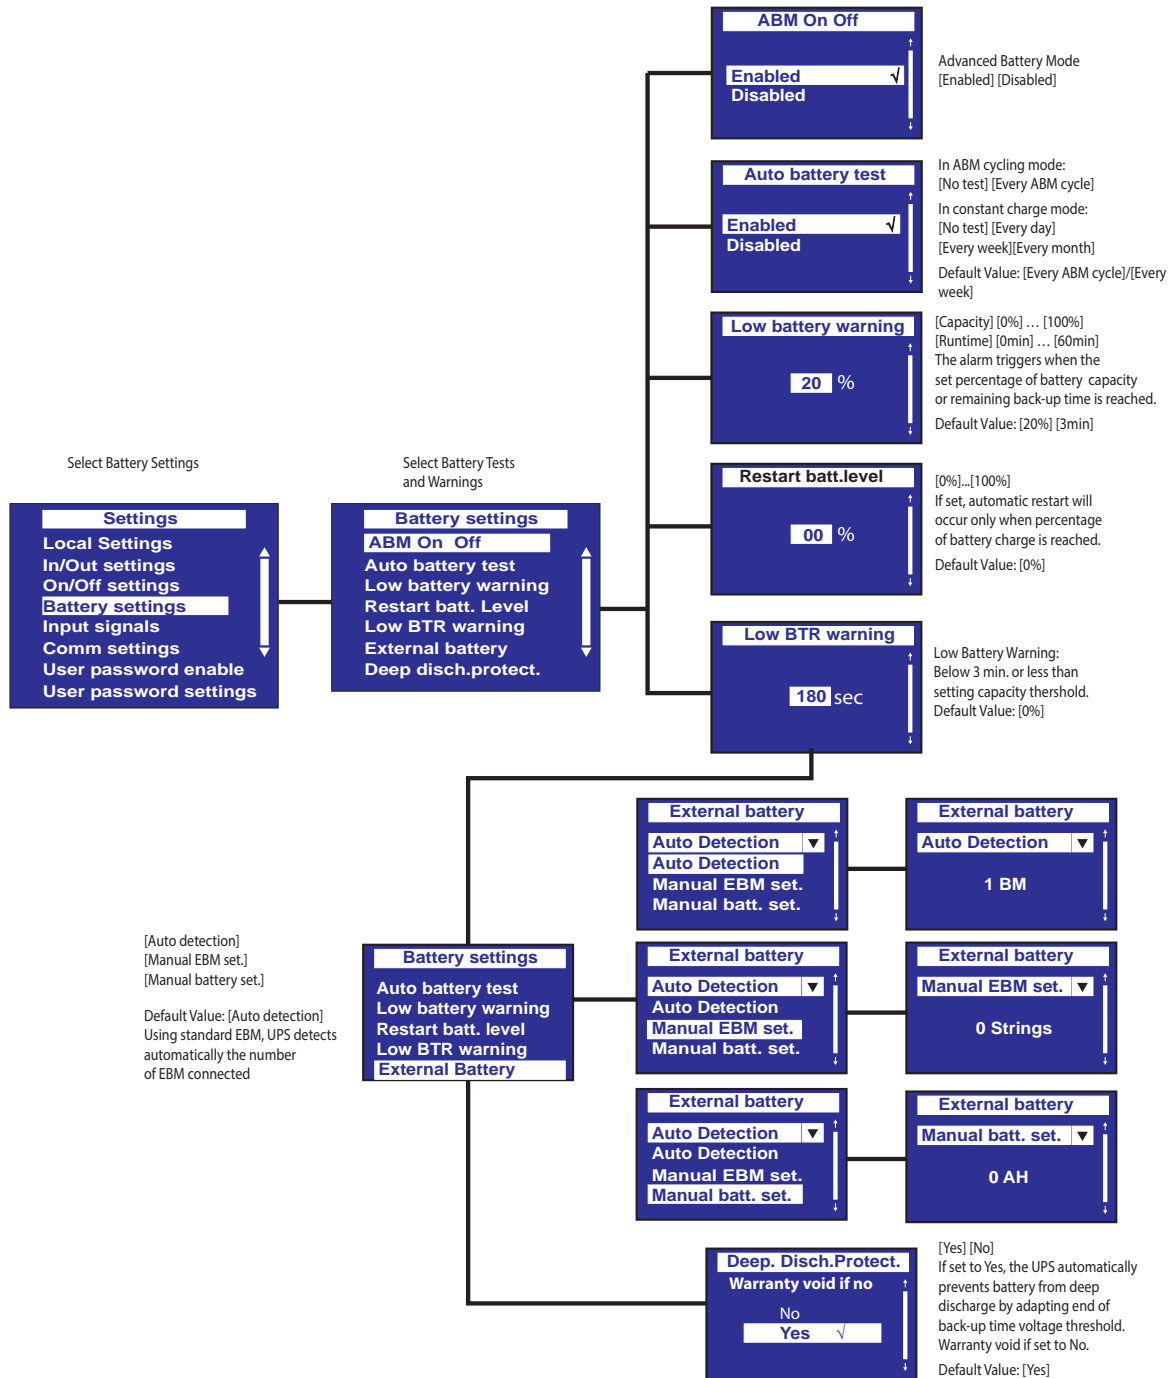 ABM On Off
Enabled √
Disabled
Advanced Battery Mode
[Enabled] [Disabled]
Auto battery test
Enabled √
Disabled
In ABM cycling mode:
[No test] [Every ABM cycle]
In constant charge mode:
[No test] [Every day]
[Every week][Every month]
Default Value: [Every ABM cycle]/[Every
week]
Low battery warning
20 %
[Capacity] [0%] … [100%]
[Runtime] [0min] … [60min]
The alarm triggers when the
set percentage of battery capacity
or remaining back-up time is reached.
Default Value: [20%] [3min]
Select Battery Settings
Settings
Local Settings
In/Out settings
On/Off settings
Battery settings
Input signals
Comm settings
User password enable
User password settings
Select Battery Tests
and Warnings
Battery settings
ABM On Off
Auto battery test
Low battery warning
Restart batt. Level
Low BTR warning
External battery
Deep disch.protect.
Restart batt.level
00 %
[0%]...[100%]
If set, automatic restart will
occur only when percentage
of battery charge is reached.
Default Value: [0%]
Low BTR warning
180 sec
Low Battery Warning:
Below 3 min. or less than
setting capacity thershold.
Default Value: [0%]
[Auto detection]
[Manual EBM set.]
[Manual battery set.]
Default Value: [Auto detection]
Using standard EBM, UPS detects
automatically the number
of EBM connected
Battery settings
Auto battery test
Low battery warning
Restart batt. level
Low BTR warning
External Battery
External battery
Auto Detection ▼
Auto Detection
Manual EBM set.
Manual batt. set.
External battery
Auto Detection ▼
1 BM
External battery
Auto Detection ▼
Auto Detection
Manual EBM set.
Manual batt. set.
External battery
Manual EBM set. ▼
0 Strings
External battery
Auto Detection ▼
Auto Detection
Manual EBM set.
Manual batt. set.
External battery
Manual batt. set. ▼
0 AH
Deep. Disch.Protect.
Warranty void if no
No
Yes √
[Yes] [No]
If set to Yes, the UPS automatically
prevents battery from deep
discharge by adapting end of
back-up time voltage threshold.
Warranty void if set to No.
Default Value: [Yes]